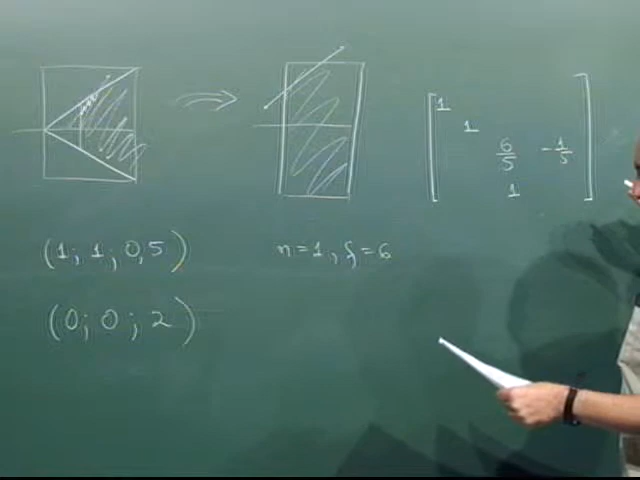 1
1
6/5 -1/5
1
(1; 1; 0,5)
n=1, f=6
(0; 0; 2)